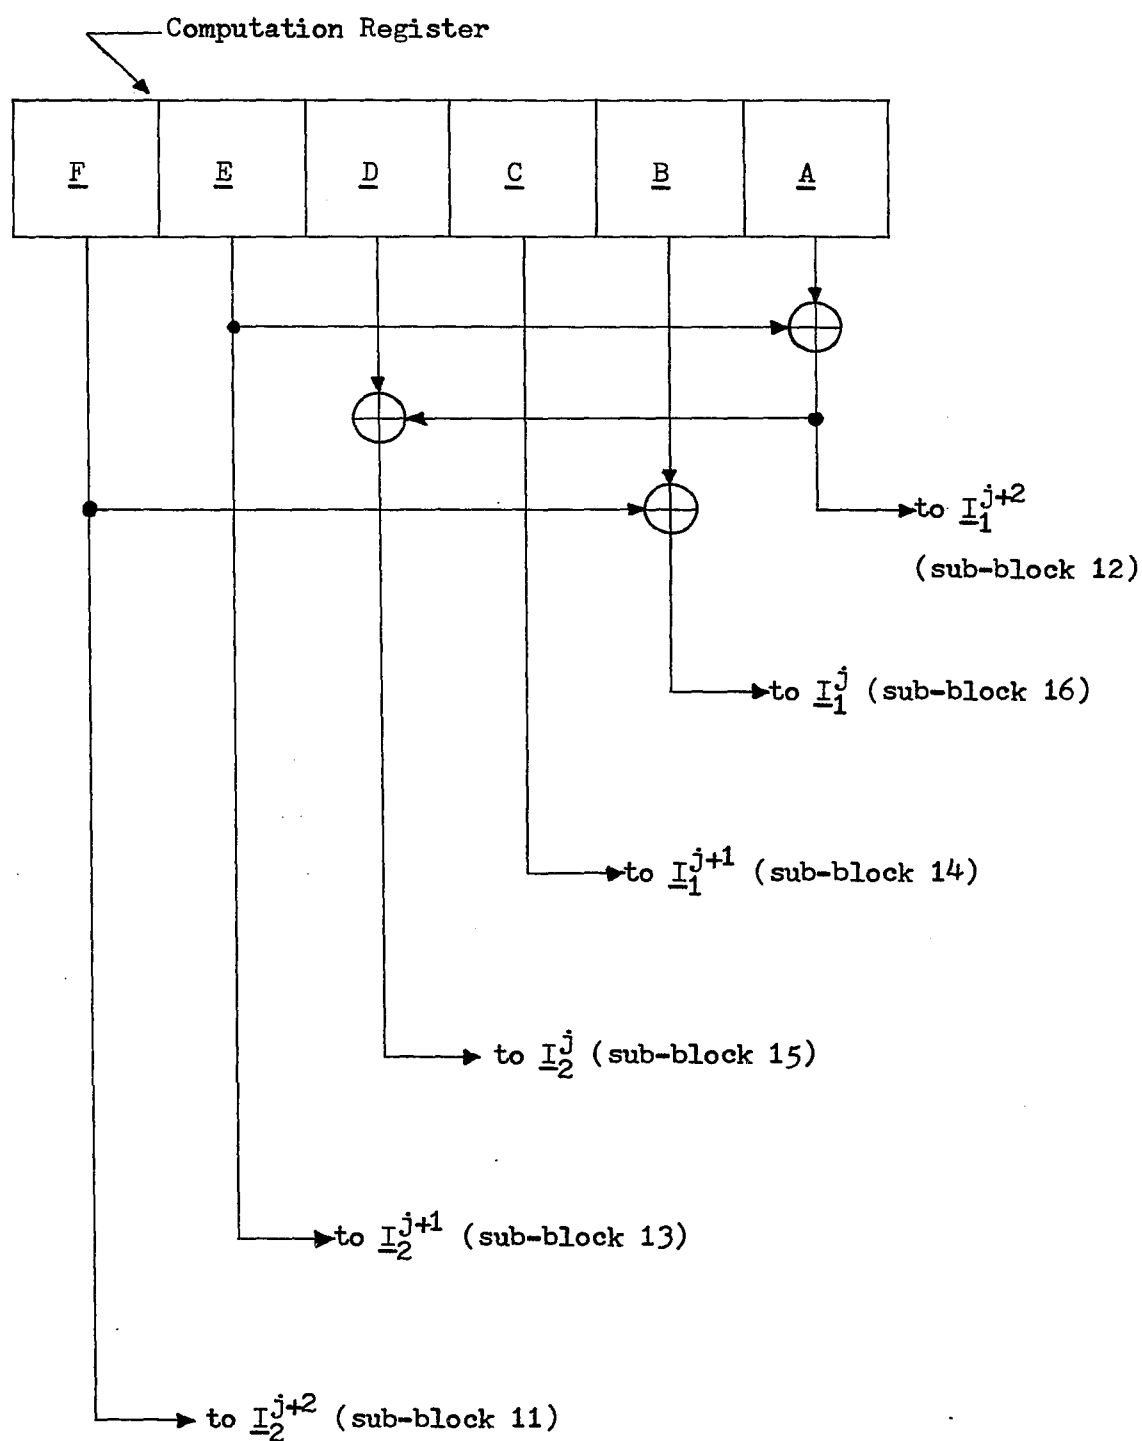 Computation Register
F E D C B A
to I₁ʲ⁺²
(sub-block 12)
to I₁ʲ (sub-block 16)
to I₁ʲ⁺¹ (sub-block 14)
to I₂ʲ (sub-block 15)
to I₂ʲ⁺¹ (sub-block 13)
to I₂ʲ⁺² (sub-block 11)